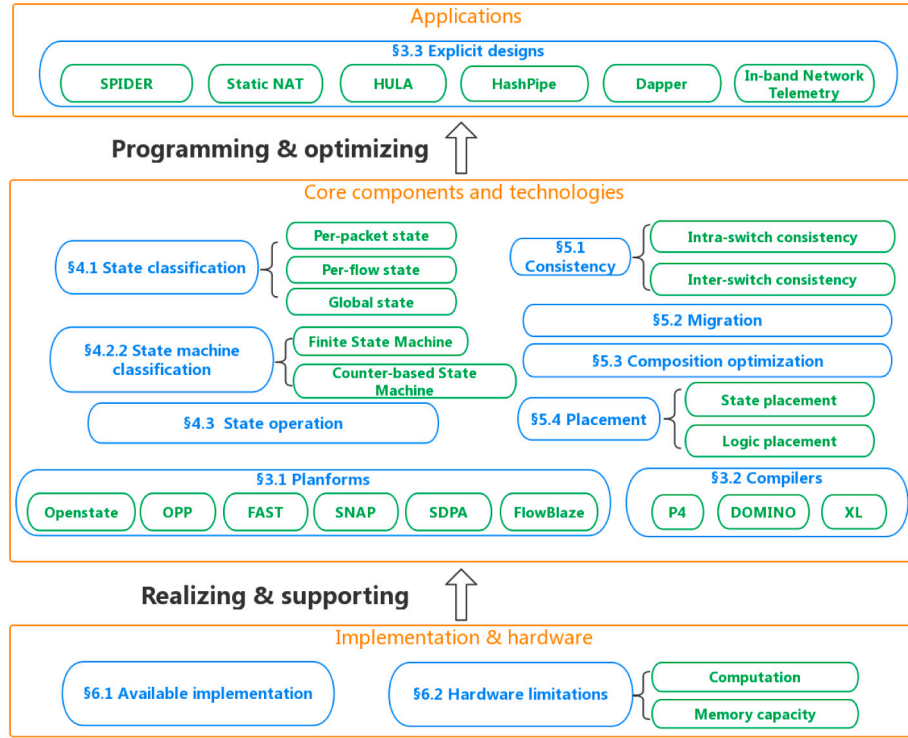 Applications
§3.3 Explicit designs
SPIDER
Static NAT
HULA
HashPipe
Dapper
In-band Network
Telemetry
Programming & optimizing
Core components and technologies
§4.1 State classification
Per-packet state
Per-flow state
Global state
§4.2.2 State machine
classification
Finite State Machine
Counter-based State
Machine
§4.3 State operation
§5.1
Consistency
Intra-switch consistency
Inter-switch consistency
§5.2 Migration
§5.3 Composition optimization
§5.4 Placement
State placement
Logic placement
§3.1 Planforms
Openstate
OPP
FAST
SNAP
SDPA
FlowBlaze
§3.2 Compilers
P4
DOMINO
XL
Realizing & supporting
Implementation & hardware
§6.1 Available implementation
§6.2 Hardware limitations
Computation
Memory capacity